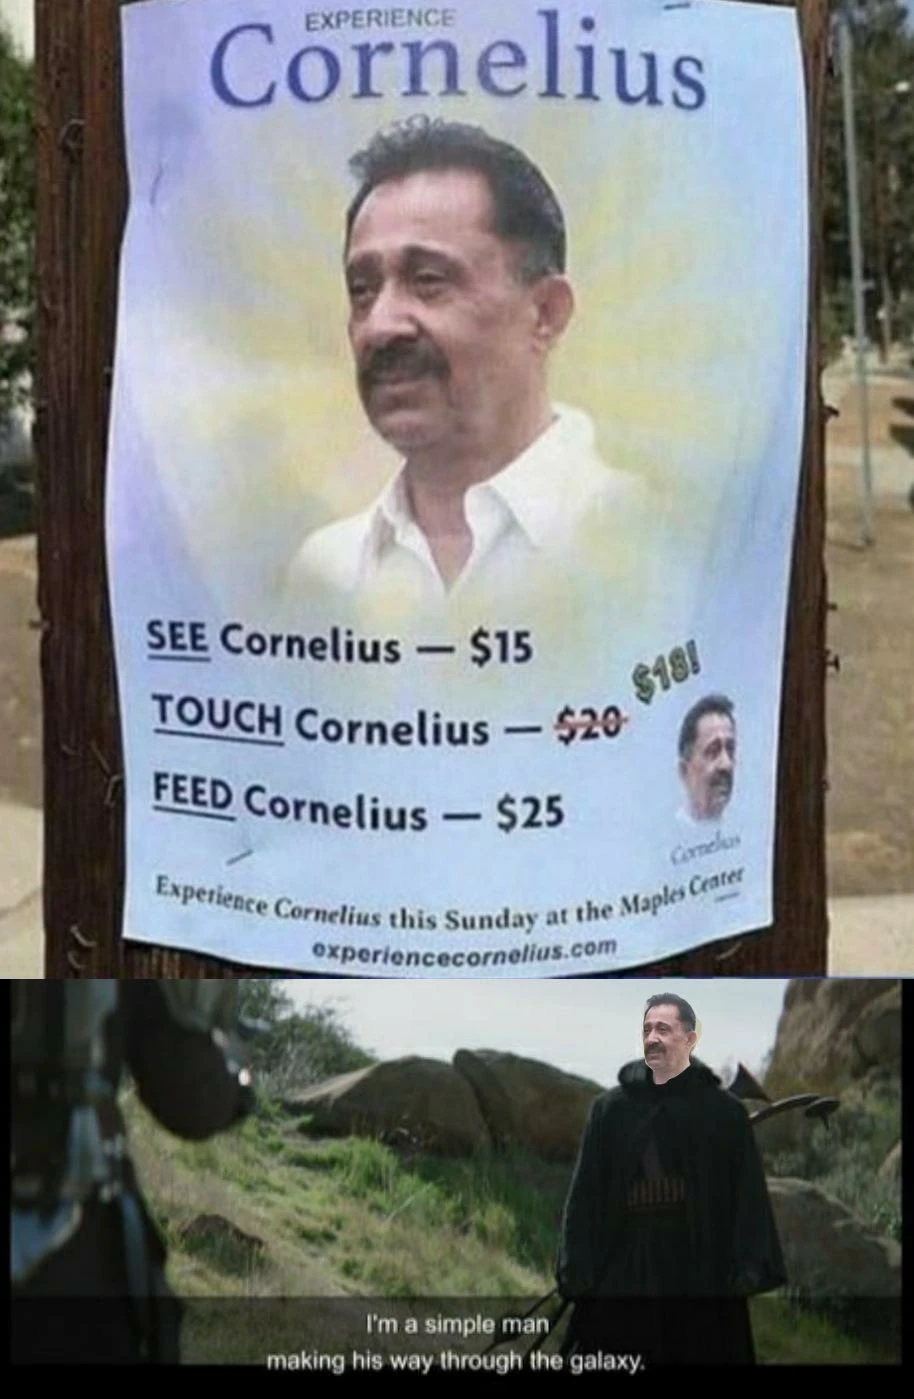 EXPERIENCE
Cornelius
SEE Cornelius — $15
$18!
TOUCH Cornelius — $20
FEED Cornelius — $25
Cornelius
Experience Cornelius this Sunday at the Maples Center
experiencecornelius.com
I'm a simple man
making his way through the galaxy.